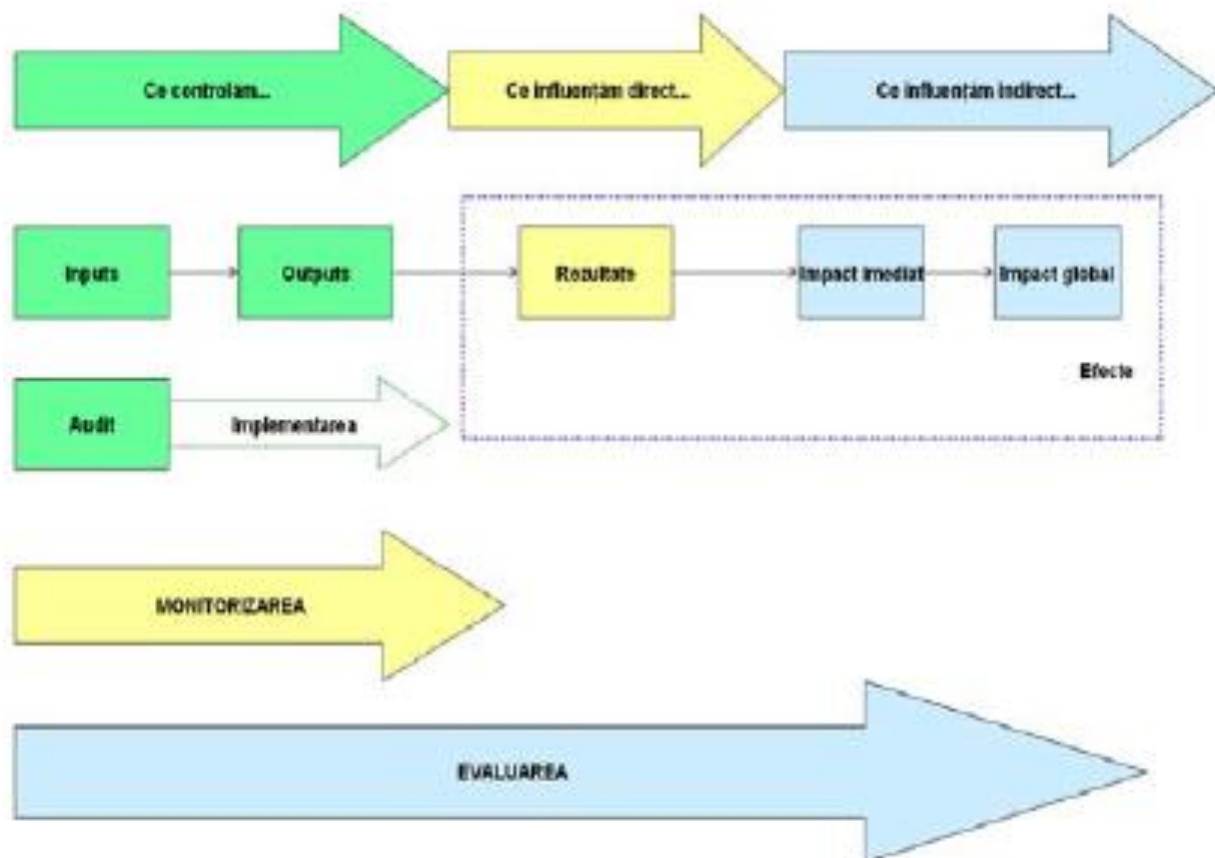 Ce controlăm...
Ce influențăm direct...
Ce influențăm indirect...
Inputs
Outputs
Rezultate
Impact imediat
Impact global
Efecte
Audit
Implementarea
MONITORIZAREA
EVALUAREA